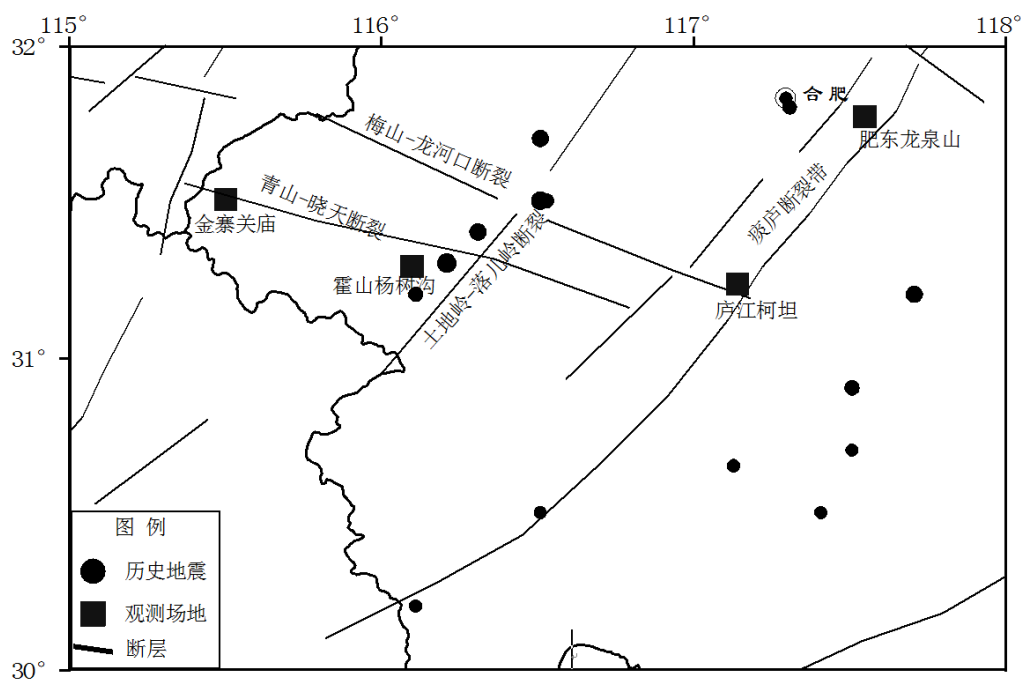 115° 116° 117° 118°
32°
合肥
肥东龙泉山
梅山-龙河口断裂
青山-晓天断裂
金寨关庙
霍山杨树沟
土地岭-落儿岭断裂
痰庐断裂带
庐江柯坦
31°
图 例
历史地震
观测场地
断层
30°